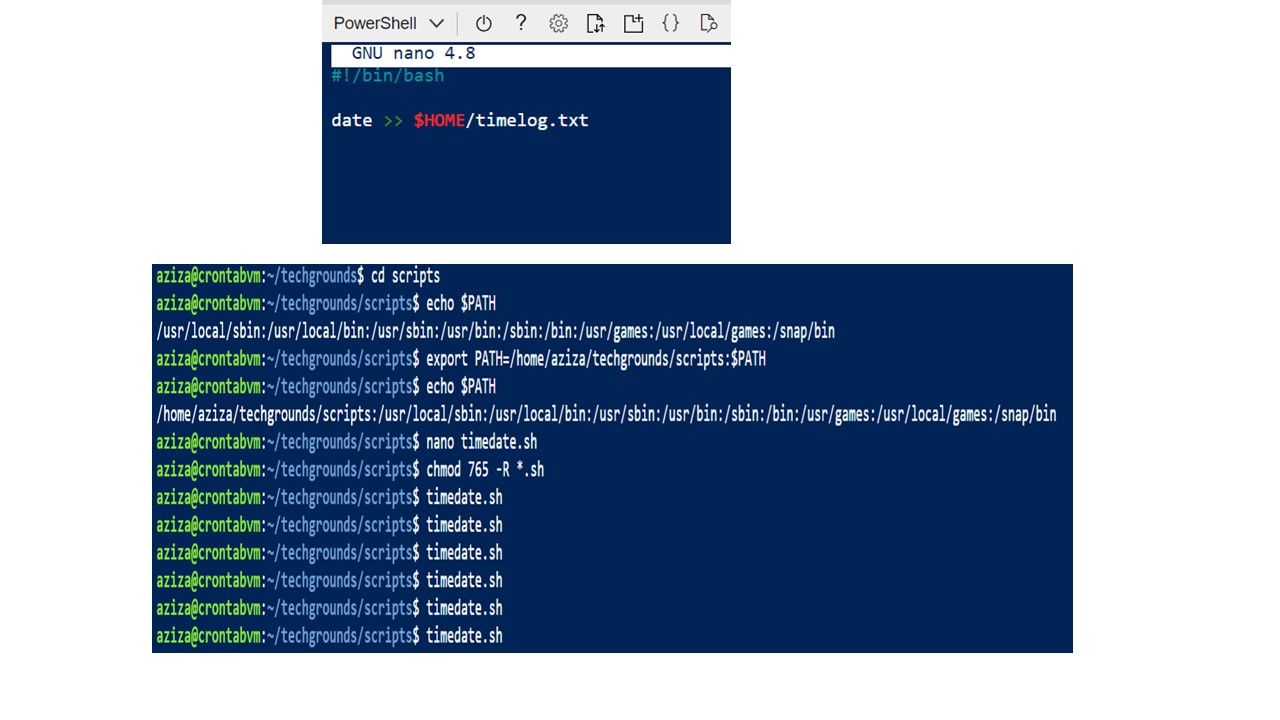 PowerShell
GNU nano 4.8
#!/bin/bash
date >> $HOME/timelog.txt
aziza@crontabvm:~/techgrounds$ cd scripts
aziza@crontabvm:~/techgrounds/scripts$ echo $PATH
/usr/local/sbin:/usr/local/bin:/usr/sbin:/usr/bin:/sbin:/bin:/usr/games:/usr/local/games:/snap/bin
aziza@crontabvm:~/techgrounds/scripts$ export PATH=/home/aziza/techgrounds/scripts:$PATH
aziza@crontabvm:~/techgrounds/scripts$ echo $PATH
/home/aziza/techgrounds/scripts:/usr/local/sbin:/usr/local/bin:/usr/sbin:/usr/bin:/sbin:/bin:/usr/games:/usr/local/games:/snap/bin
aziza@crontabvm:~/techgrounds/scripts$ nano timedate.sh
aziza@crontabvm:~/techgrounds/scripts$ chmod 765 -R *.sh
aziza@crontabvm:~/techgrounds/scripts$ timedate.sh
aziza@crontabvm:~/techgrounds/scripts$ timedate.sh
aziza@crontabvm:~/techgrounds/scripts$ timedate.sh
aziza@crontabvm:~/techgrounds/scripts$ timedate.sh
aziza@crontabvm:~/techgrounds/scripts$ timedate.sh
aziza@crontabvm:~/techgrounds/scripts$ timedate.sh